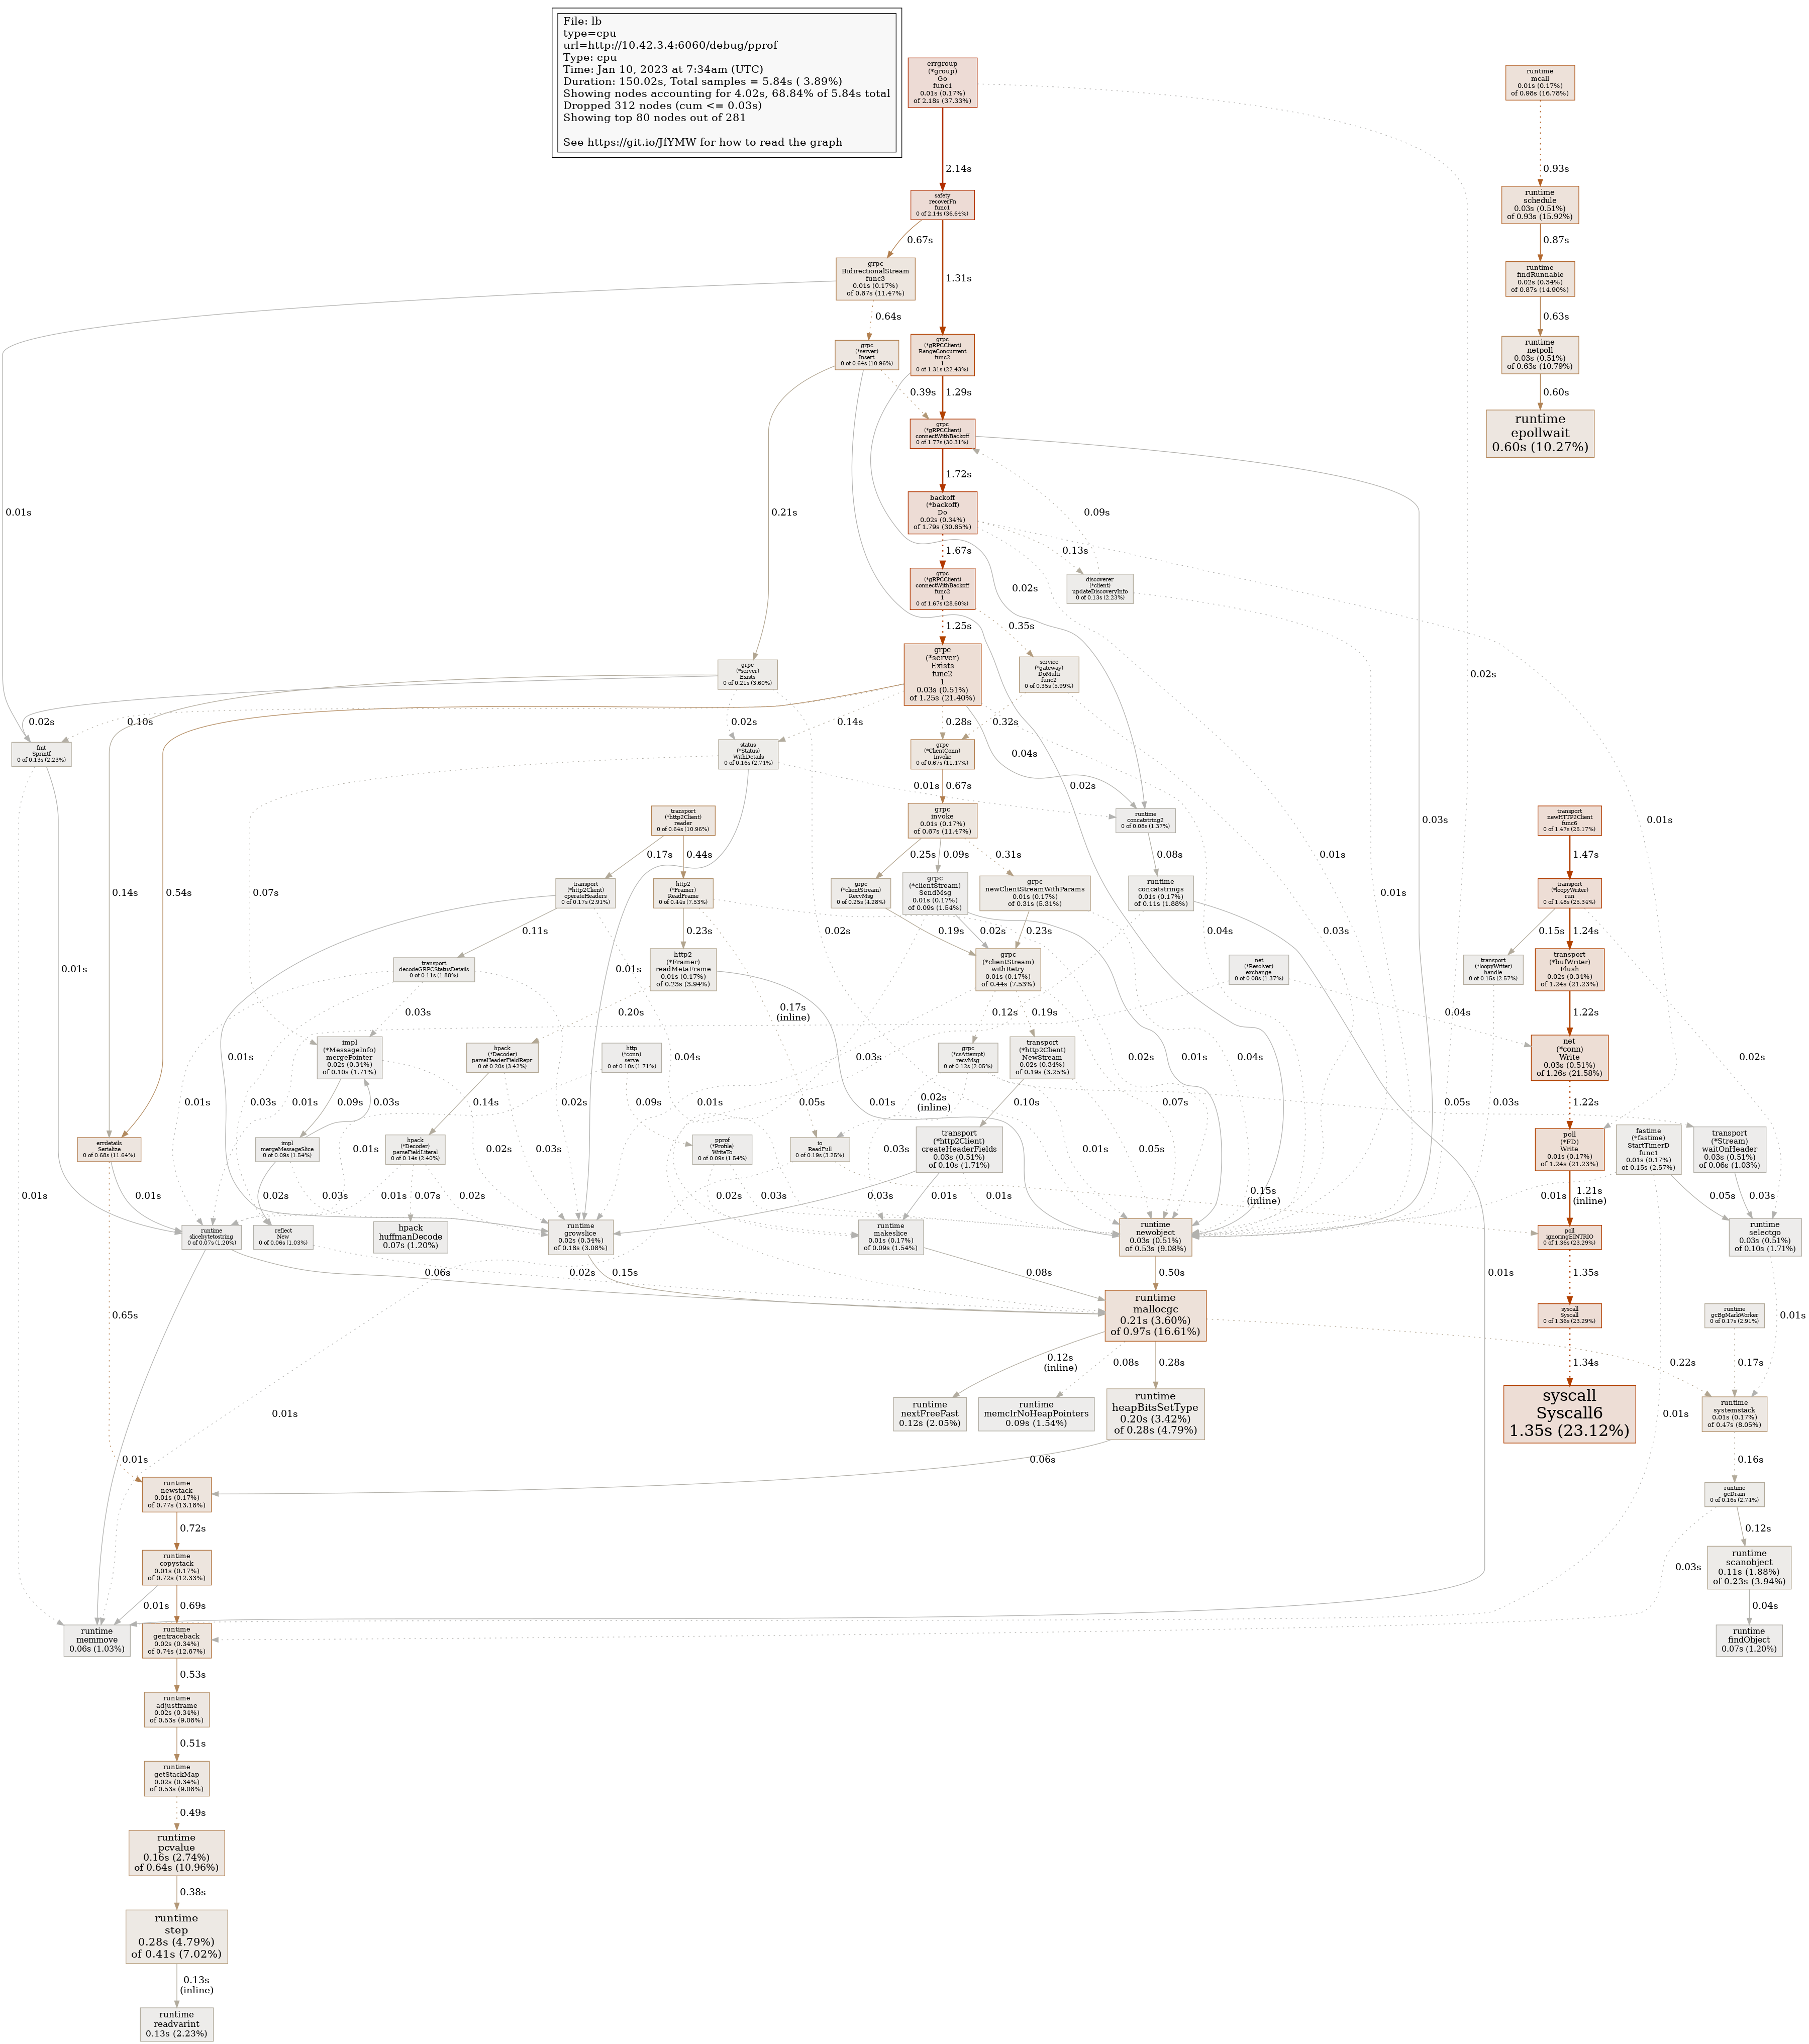 File: lb
type=cpu
url=http://10.42.3.4:6060/debug/pprof
Type: cpu
Time: Jan 10, 2023 at 7:34am (UTC)
Duration: 150.02s, Total samples = 5.84s ( 3.89%)
Showing nodes accounting for 4.02s, 68.84% of 5.84s total
Dropped 312 nodes (cum <= 0.03s)
Showing top 80 nodes out of 281
See https://git.io/JfYMW for how to read the graph
errgroup
(*group)
Go
func1
0.01s (0.17%)
of 2.18s (37.33%)
runtime
mcall
0.01s (0.17%)
of 0.98s (16.78%)
2.14s
0.93s
safety
recoverFn
func1
0 of 2.14s (36.64%)
runtime
schedule
0.03s (0.51%)
of 0.93s (15.92%)
0.67s
1.31s
0.87s
grpc
BidirectionalStream
func3
0.01s (0.17%)
of 0.67s (11.47%)
runtime
findRunnable
0.02s (0.34%)
of 0.87s (14.90%)
0.64s
0.63s
grpc
(*server)
Insert
0 of 0.64s (10.96%)
grpc
(*gRPCClient)
RangeConcurrent
func2
1
0 of 1.31s (22.43%)
runtime
netpoll
0.03s (0.51%)
of 0.63s (10.79%)
0.39s
1.29s
0.60s
grpc
(*gRPCClient)
connectWithBackoff
0 of 1.77s (30.31%)
runtime
epollwait
0.60s (10.27%)
1.72s
0.01s
0.21s
backoff
(*backoff)
Do
0.02s (0.34%)
of 1.79s (30.65%)
0.09s
1.67s
0.13s
grpc
(*gRPCClient)
connectWithBackoff
func2
1
0 of 1.67s (28.60%)
0.02s
discoverer
(*client)
updateDiscoveryInfo
0 of 0.13s (2.23%)
1.25s
0.35s
grpc
(*server)
Exists
0 of 0.21s (3.60%)
grpc
(*server)
Exists
func2
1
0.03s (0.51%)
of 1.25s (21.40%)
service
(*gateway)
DoMulti
func2
0 of 0.35s (5.99%)
0.02s
0.02s
0.10s
0.02s
0.14s
0.28s
0.32s
fmt
Sprintf
0 of 0.13s (2.23%)
status
(*Status)
WithDetails
0 of 0.16s (2.74%)
grpc
(*ClientConn)
Invoke
0 of 0.67s (11.47%)
0.04s
0.01s
0.67s
0.02s
0.03s
0.01s
transport
(*http2Client)
reader
0 of 0.64s (10.96%)
grpc
invoke
0.01s (0.17%)
of 0.67s (11.47%)
runtime
concatstring2
0 of 0.08s (1.37%)
transport
newHTTP2Client
func6
0 of 1.47s (25.17%)
0.17s
0.44s
0.25s
0.09s
0.31s
0.08s
0.01s
1.47s
0.14s
0.54s
0.07s
transport
(*http2Client)
operateHeaders
0 of 0.17s (2.91%)
http2
(*Framer)
ReadFrame
0 of 0.44s (7.53%)
grpc
(*clientStream)
RecvMsg
0 of 0.25s (4.28%)
grpc
(*clientStream)
SendMsg
0.01s (0.17%)
of 0.09s (1.54%)
grpc
newClientStreamWithParams
0.01s (0.17%)
of 0.31s (5.31%)
runtime
concatstrings
0.01s (0.17%)
of 0.11s (1.88%)
0.01s
transport
(*loopyWriter)
run
0 of 1.48s (25.34%)
0.11s
0.23s
0.02s
0.19s
0.02s
0.23s
0.04s
0.03s
0.15s
1.24s
0.01s
0.01s
transport
decodeGRPCStatusDetails
0 of 0.11s (1.88%)
http2
(*Framer)
readMetaFrame
0.01s (0.17%)
of 0.23s (3.94%)
grpc
(*clientStream)
withRetry
0.01s (0.17%)
of 0.44s (7.53%)
net
(*Resolver)
exchange
0 of 0.08s (1.37%)
transport
(*loopyWriter)
handle
0 of 0.15s (2.57%)
transport
(*bufWriter)
Flush
0.02s (0.34%)
of 1.24s (21.23%)
0.03s
0.20s
0.17s
(inline)
0.12s
0.19s
0.04s
1.22s
impl
(*MessageInfo)
mergePointer
0.02s (0.34%)
of 0.10s (1.71%)
hpack
(*Decoder)
parseHeaderFieldRepr
0 of 0.20s (3.42%)
http
(*conn)
serve
0 of 0.10s (1.71%)
grpc
(*csAttempt)
recvMsg
0 of 0.12s (2.05%)
transport
(*http2Client)
NewStream
0.02s (0.34%)
of 0.19s (3.25%)
net
(*conn)
Write
0.03s (0.51%)
of 1.26s (21.58%)
0.01s
0.04s
0.03s
0.02s
0.01s
0.04s
0.02s
0.01s
0.03s
0.01s
0.09s
0.03s
0.14s
0.02s
0.09s
0.01s
0.05s
0.01s
0.02s
(inline)
0.10s
0.07s
0.05s
0.03s
1.22s
errdetails
Serialize
0 of 0.68s (11.64%)
impl
mergeMessageSlice
0 of 0.09s (1.54%)
hpack
(*Decoder)
parseFieldLiteral
0 of 0.14s (2.40%)
pprof
(*Profile)
WriteTo
0 of 0.09s (1.54%)
io
ReadFull
0 of 0.19s (3.25%)
transport
(*http2Client)
createHeaderFields
0.03s (0.51%)
of 0.10s (1.71%)
poll
(*FD)
Write
0.01s (0.17%)
of 1.24s (21.23%)
fastime
(*fastime)
StartTimerD
func1
0.01s (0.17%)
of 0.15s (2.57%)
transport
(*Stream)
waitOnHeader
0.03s (0.51%)
of 0.06s (1.03%)
0.01s
0.02s
0.03s
0.01s
0.01s
0.07s
0.02s
0.02s
0.03s
0.03s
0.03s
0.01s
0.01s
0.01s
0.05s
0.15s
(inline)
0.01s
1.21s
(inline)
0.05s
0.03s
0.01s
runtime
slicebytetostring
0 of 0.07s (1.20%)
reflect
New
0 of 0.06s (1.03%)
hpack
huffmanDecode
0.07s (1.20%)
runtime
growslice
0.02s (0.34%)
of 0.18s (3.08%)
runtime
makeslice
0.01s (0.17%)
of 0.09s (1.54%)
runtime
newobject
0.03s (0.51%)
of 0.53s (9.08%)
poll
ignoringEINTRIO
0 of 1.36s (23.29%)
runtime
selectgo
0.03s (0.51%)
of 0.10s (1.71%)
0.06s
0.02s
0.15s
0.08s
0.50s
0.01s
1.35s
0.65s
runtime
mallocgc
0.21s (3.60%)
of 0.97s (16.61%)
syscall
Syscall
0 of 1.36s (23.29%)
runtime
gcBgMarkWorker
0 of 0.17s (2.91%)
0.01s
0.12s
(inline)
0.08s
0.28s
1.34s
0.22s
0.17s
0.01s
runtime
nextFreeFast
0.12s (2.05%)
runtime
memclrNoHeapPointers
0.09s (1.54%)
runtime
heapBitsSetType
0.20s (3.42%)
of 0.28s (4.79%)
syscall
Syscall6
1.35s (23.12%)
runtime
systemstack
0.01s (0.17%)
of 0.47s (8.05%)
0.01s
0.01s
0.06s
0.16s
runtime
newstack
0.01s (0.17%)
of 0.77s (13.18%)
runtime
gcDrain
0 of 0.16s (2.74%)
0.72s
0.12s
runtime
copystack
0.01s (0.17%)
of 0.72s (12.33%)
0.03s
runtime
scanobject
0.11s (1.88%)
of 0.23s (3.94%)
0.01s
0.69s
0.04s
runtime
memmove
0.06s (1.03%)
runtime
gentraceback
0.02s (0.34%)
of 0.74s (12.67%)
runtime
findObject
0.07s (1.20%)
0.53s
runtime
adjustframe
0.02s (0.34%)
of 0.53s (9.08%)
0.51s
runtime
getStackMap
0.02s (0.34%)
of 0.53s (9.08%)
0.49s
runtime
pcvalue
0.16s (2.74%)
of 0.64s (10.96%)
0.38s
runtime
step
0.28s (4.79%)
of 0.41s (7.02%)
0.13s
(inline)
runtime
readvarint
0.13s (2.23%)